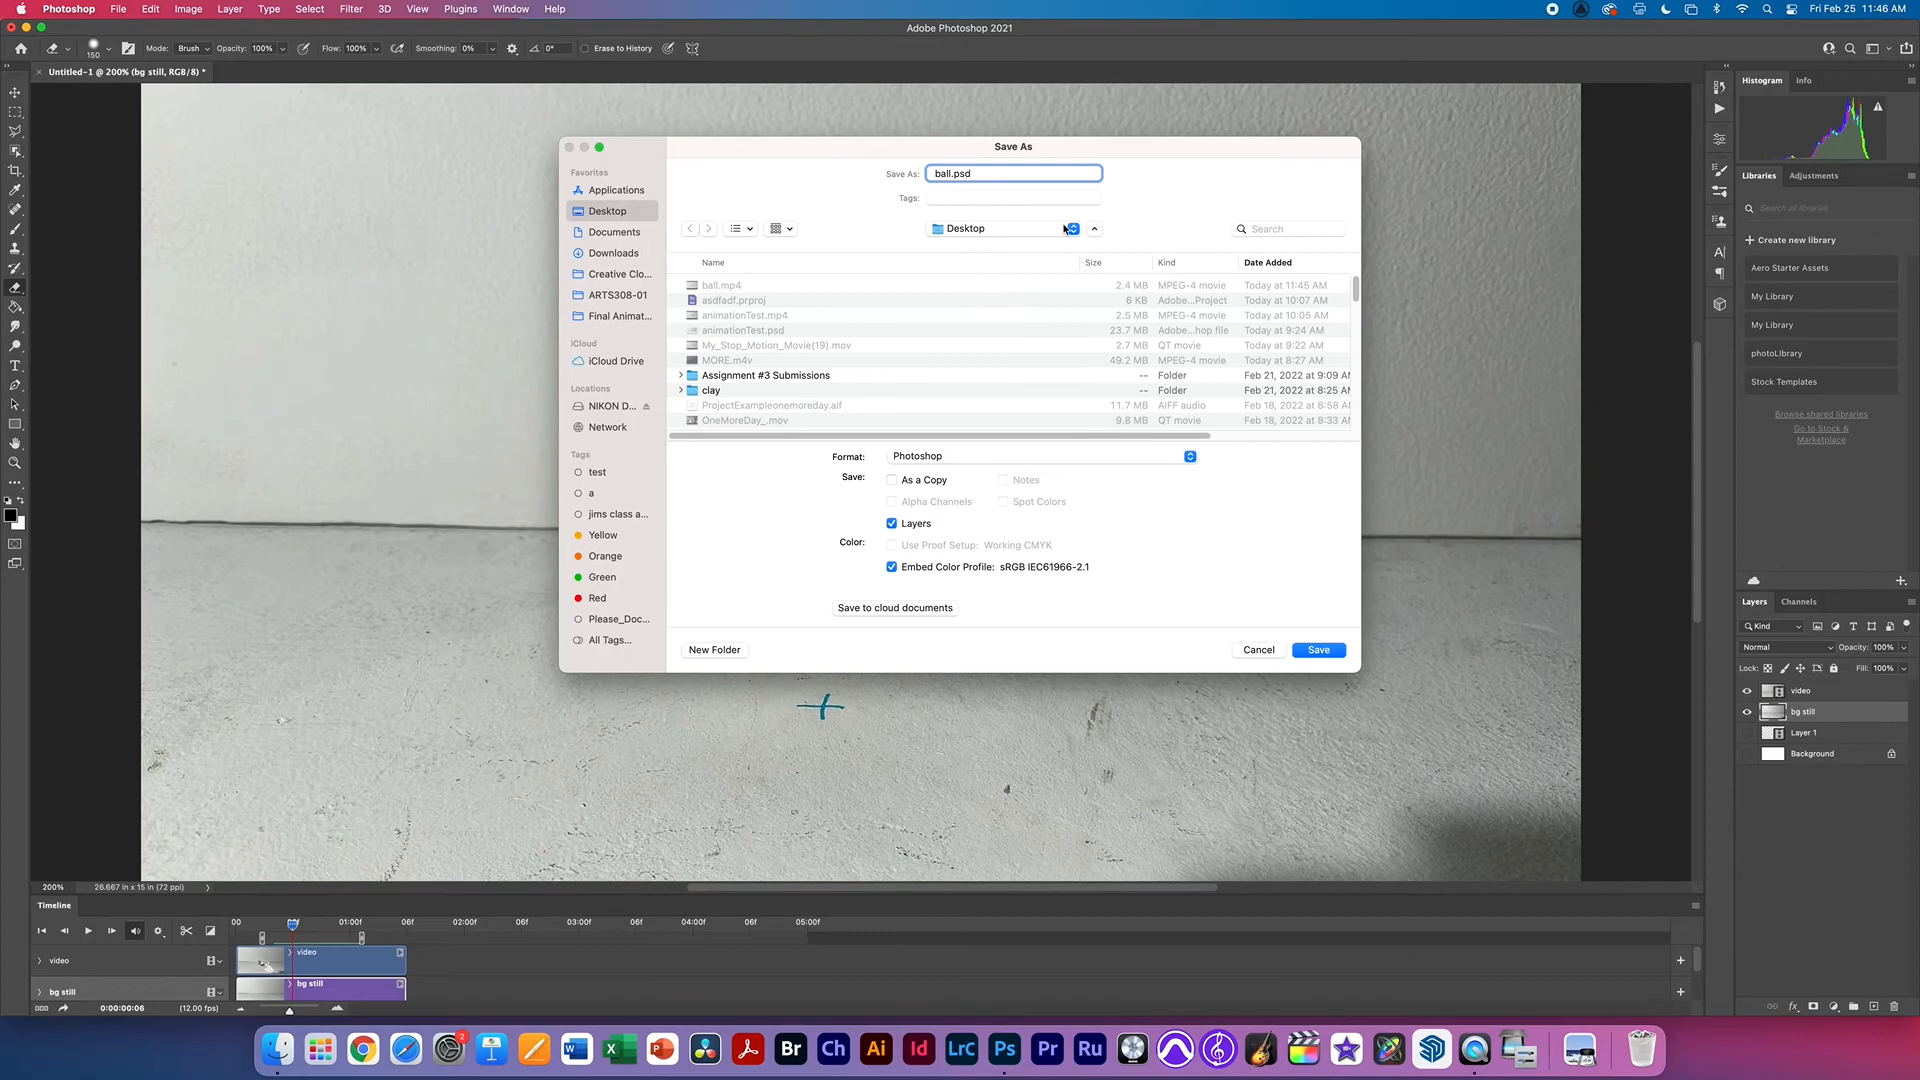 Photoshop File Edit Image Layer Type Select Filter 3D View Plugins Window Help Fri Feb 25 11:46 AM
Adobe Photoshop 2021
150 Mode: Brush Opacity: 100% Flow: 100% Smoothing: 0% 0° Erase to History
Untitled-1 @ 200% (bg still, RGB/8) *
Histogram Info
Libraries Adjustments
Search all libraries
Create new library
Aero Starter Assets
My Library
My Library
photoLIbrary
Stock Templates
Browse shared libraries
Go to Stock &
Marketplace
Layers Channels
Kind
Normal Opacity: 100%
Lock: Fill: 100%
video
bg still
Layer 1
Background
Save As
Save As: ball.psd
Tags:
Desktop
Search
Favorites
Applications
Desktop
Documents
Downloads
Creative Clo...
ARTS308-01
Final Animat...
iCloud
iCloud Drive
Locations
NIKON D...
Network
Tags
test
a
jims class a...
Yellow
Orange
Green
Red
Please_Doc...
All Tags...
Name Size Kind Date Added
ball.mp4 2.4 MB MPEG-4 movie Today at 11:45 AM
asdfadf.prproj 6 KB Adobe...Project Today at 10:07 AM
animationTest.mp4 2.5 MB MPEG-4 movie Today at 10:05 AM
animationTest.psd 23.7 MB Adobe...hop file Today at 9:24 AM
My_Stop_Motion_Movie(19).mov 2.7 MB QT movie Today at 9:22 AM
MORE.m4v 49.2 MB MPEG-4 movie Today at 8:27 AM
Assignment #3 Submissions -- Folder Feb 21, 2022 at 9:09 AM
clay -- Folder Feb 21, 2022 at 8:25 AM
ProjectExampleonemoreday.aif 11.7 MB AIFF audio Feb 18, 2022 at 8:58 AM
OneMoreDay_.mov 9.8 MB QT movie Feb 18, 2022 at 8:33 AM
Format: Photoshop
Save: As a Copy Notes
Alpha Channels Spot Colors
Layers
Color: Use Proof Setup: Working CMYK
Embed Color Profile: sRGB IEC61966-2.1
Save to cloud documents
New Folder Cancel Save
200% 26.667 in x 15 in (72 ppi)
Timeline
00 01:00f 06f 02:00f 06f 03:00f 06f 04:00f 06f 05:00f
video video
bg still bg still
0:00:00:06 (12.00 fps)
2 W X P Br Ch Ai Id LrC Ps Pr Ru